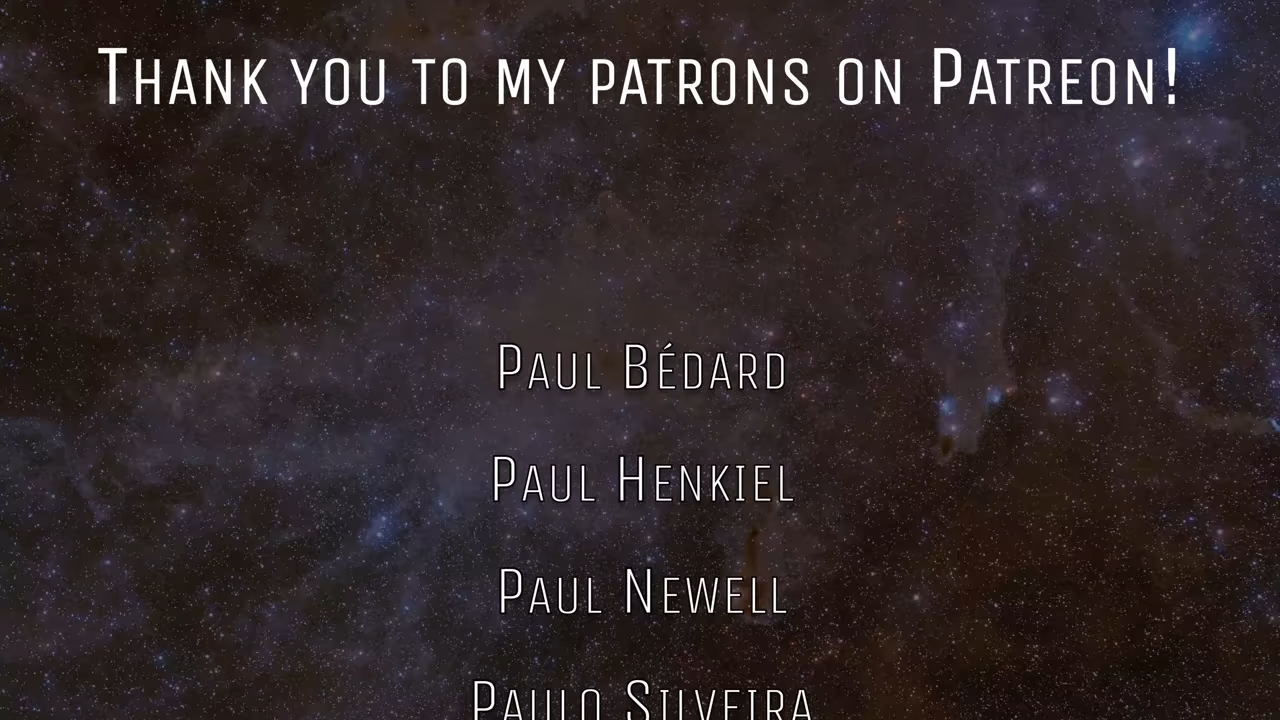 Thank you to my patrons on Patreon!
Paul Bédard
Paul Henkiel
Paul Newell
Paulo Silveira